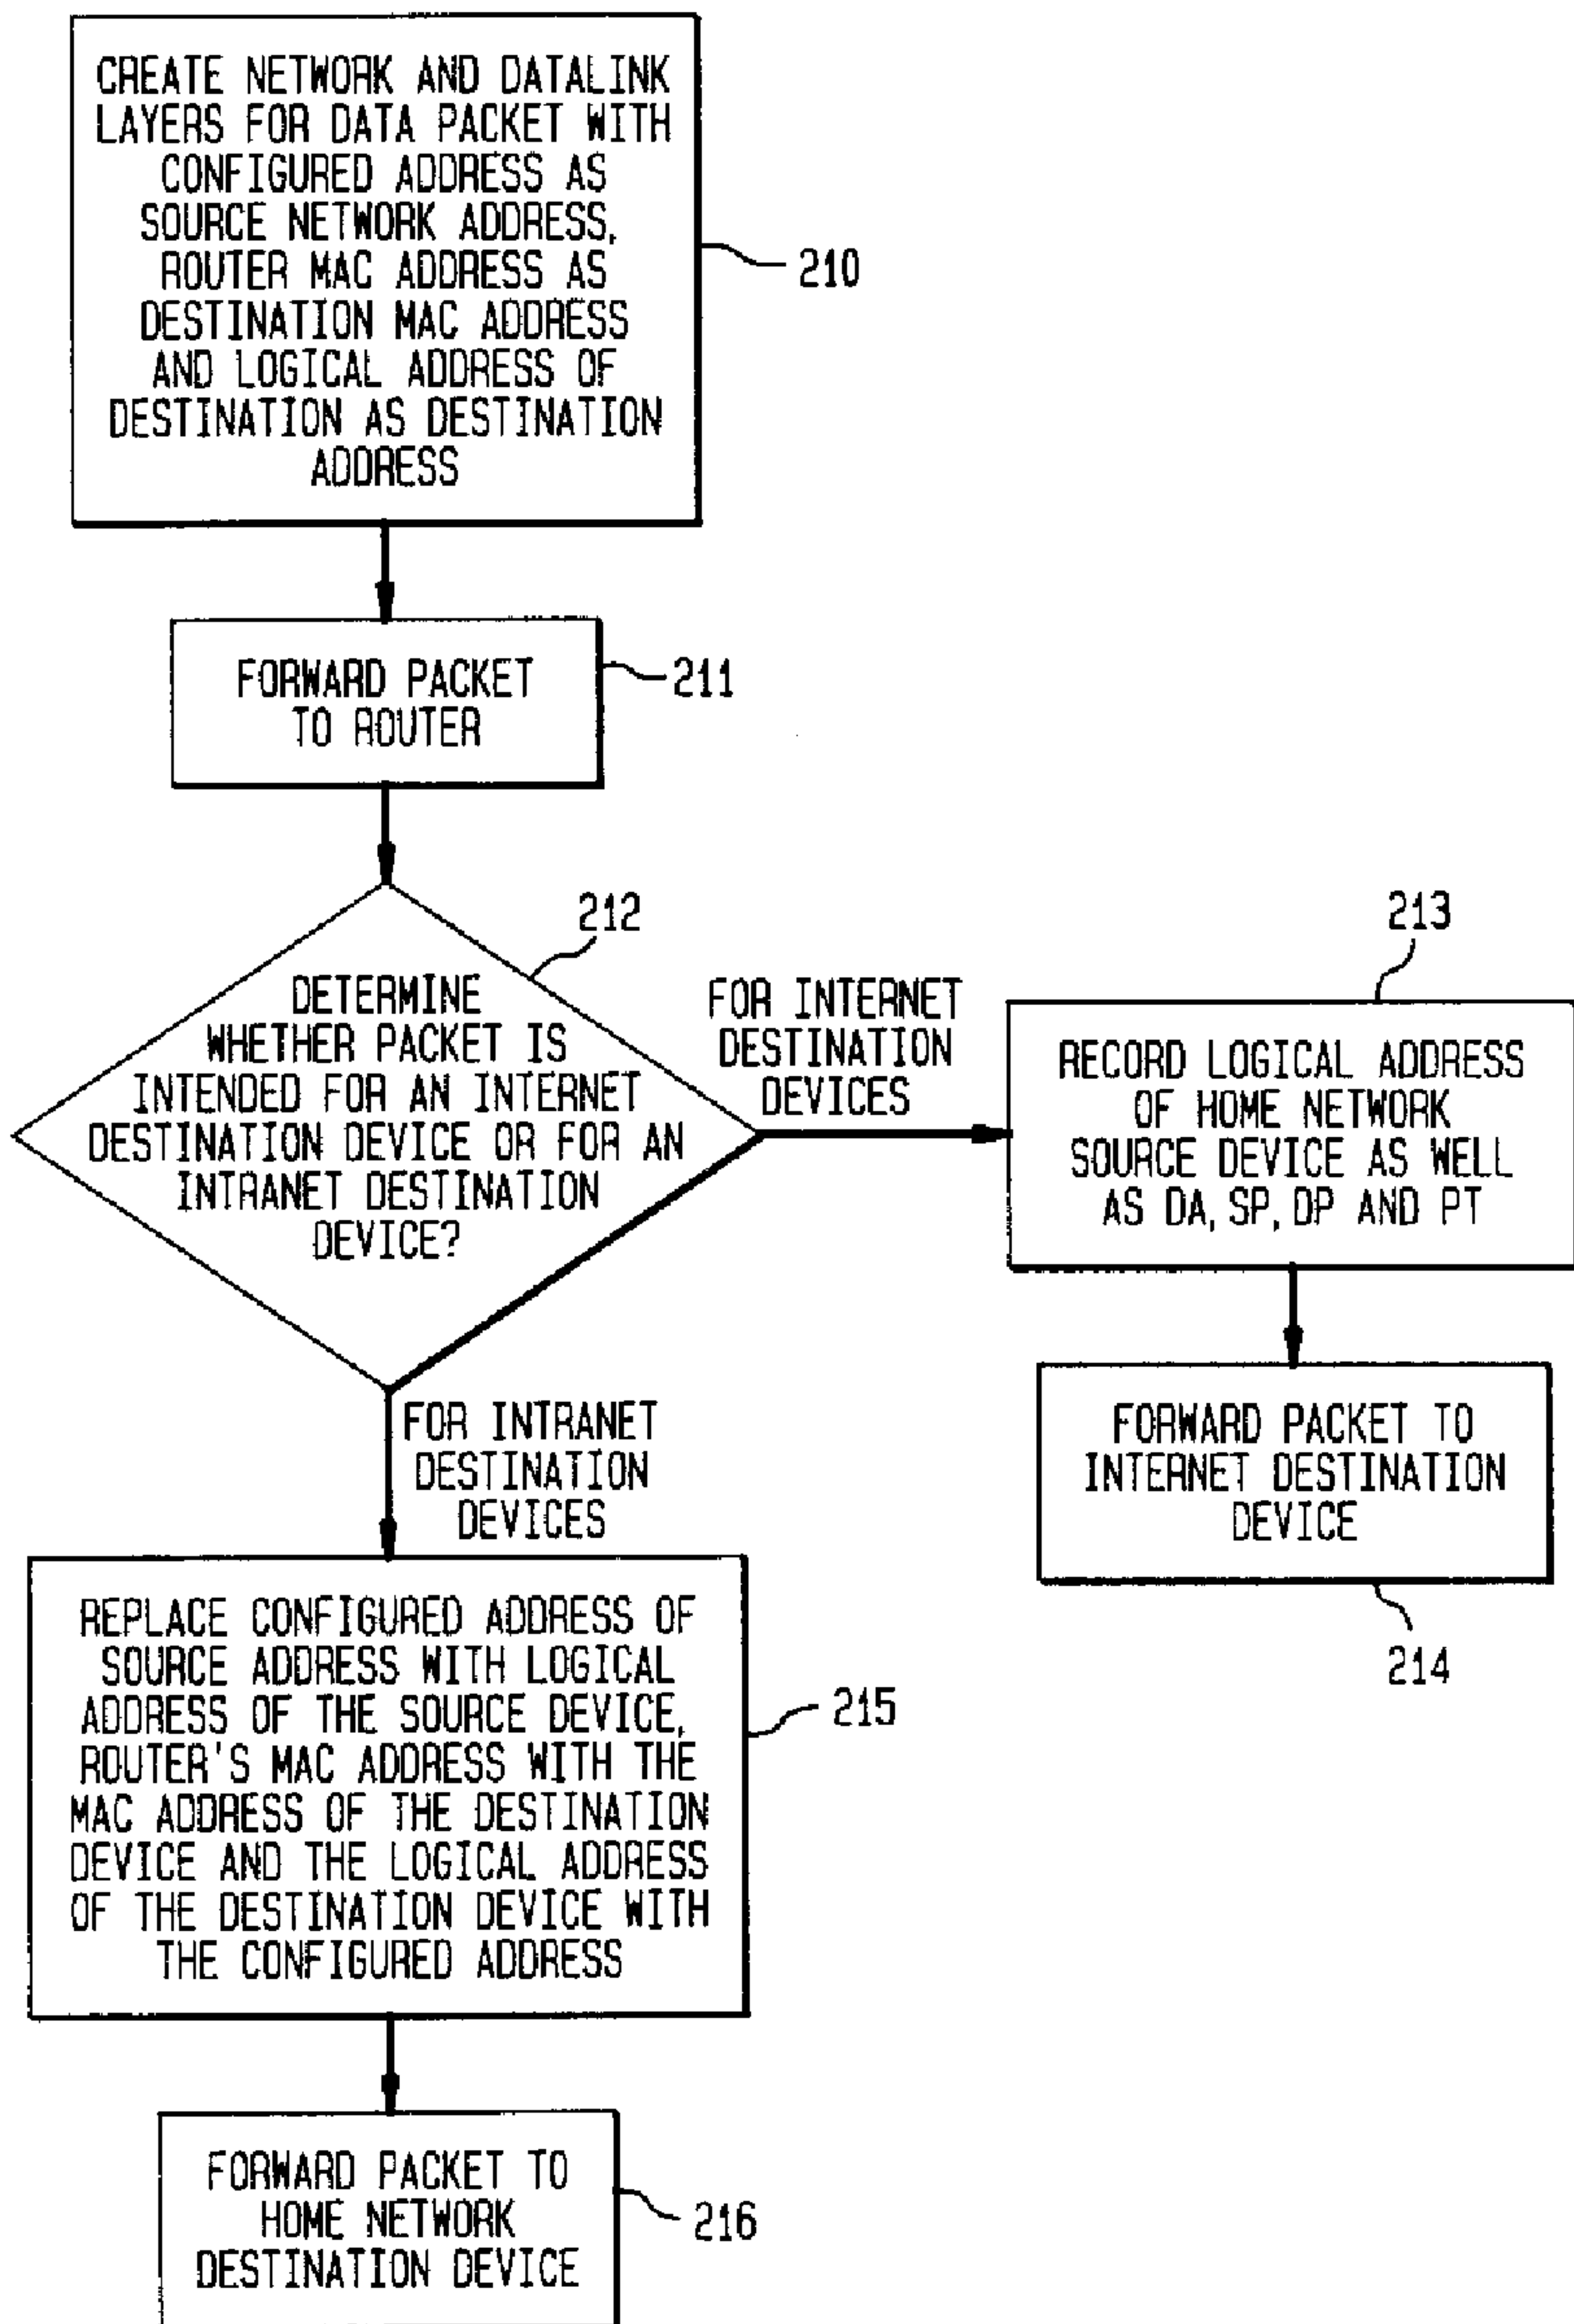 CREATE NETWORK AND DATALINK
LAYERS FOR DATA PACKET WITH
CONFIGURED ADDRESS AS
SOURCE NETWORK ADDRESS,
ROUTER MAC ADDRESS AS
DESTINATION MAC ADDRESS
AND LOGICAL ADDRESS OF
DESTINATION AS DESTINATION
ADDRESS
210
FORWARD PACKET
TO ROUTER
211
212
DETERMINE
WHETHER PACKET IS
INTENDED FOR AN INTERNET
DESTINATION DEVICE OR FOR AN
INTRANET DESTINATION
DEVICE?
FOR INTERNET
DESTINATION
DEVICES
213
RECORD LOGICAL ADDRESS
OF HOME NETWORK
SOURCE DEVICE AS WELL
AS DA, SP, DP AND PT
FORWARD PACKET TO
INTERNET DESTINATION
DEVICE
214
FOR INTRANET
DESTINATION
DEVICES
REPLACE CONFIGURED ADDRESS OF
SOURCE ADDRESS WITH LOGICAL
ADDRESS OF THE SOURCE DEVICE,
ROUTER'S MAC ADDRESS WITH THE
MAC ADDRESS OF THE DESTINATION
DEVICE AND THE LOGICAL ADDRESS
OF THE DESTINATION DEVICE WITH
THE CONFIGURED ADDRESS
215
FORWARD PACKET TO
HOME NETWORK
DESTINATION DEVICE
216